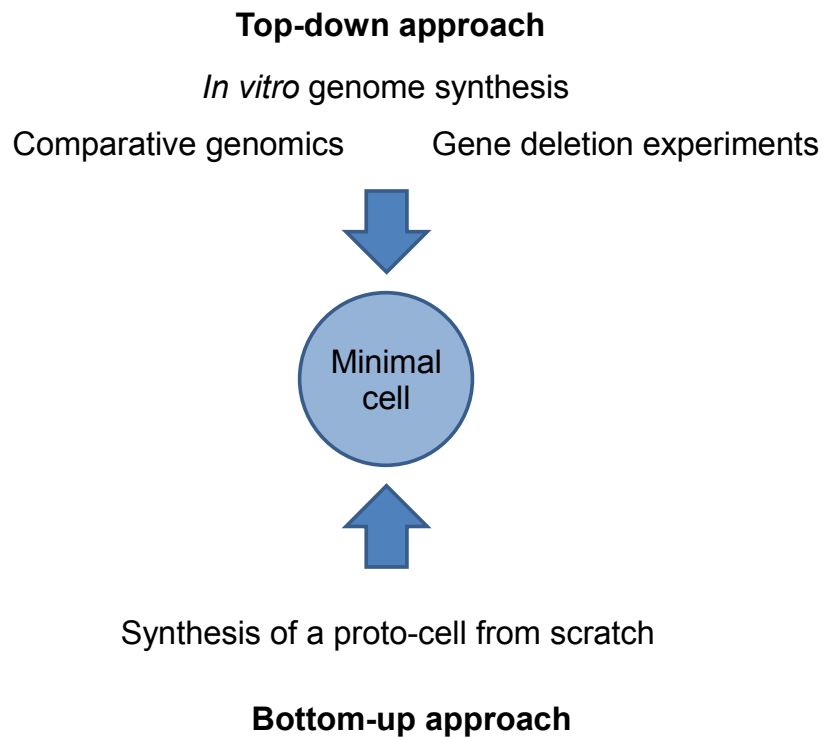 Top-down approach
In vitro genome synthesis
Comparative genomics Gene deletion experiments
Minimal
cell
Synthesis of a proto-cell from scratch
Bottom-up approach